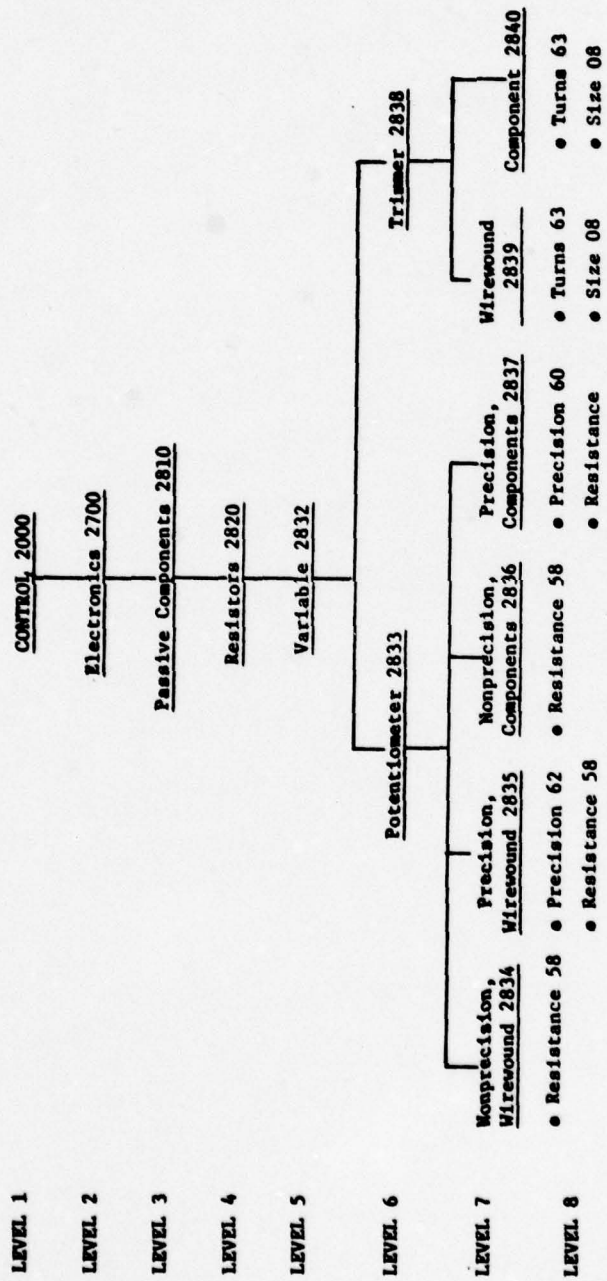 LEVEL 1
CONTROL 2000
LEVEL 2
Electronics 2700
LEVEL 3
Passive Components 2810
LEVEL 4
Resistors 2820
LEVEL 5
Variable 2832
LEVEL 6
Potentiometer 2833
Trimmer 2838
LEVEL 7
Nonprecision,
Wirewound 2834
Precision,
Wirewound 2835
Nonprecision,
Components 2836
Precision,
Components 2837
Wirewound
2839
Component 2840
LEVEL 8
• Resistance 58
• Precision 62
• Resistance 58
• Resistance 58
• Precision 60
• Resistance
• Turns 63
• Size 08
• Turns 63
• Size 08